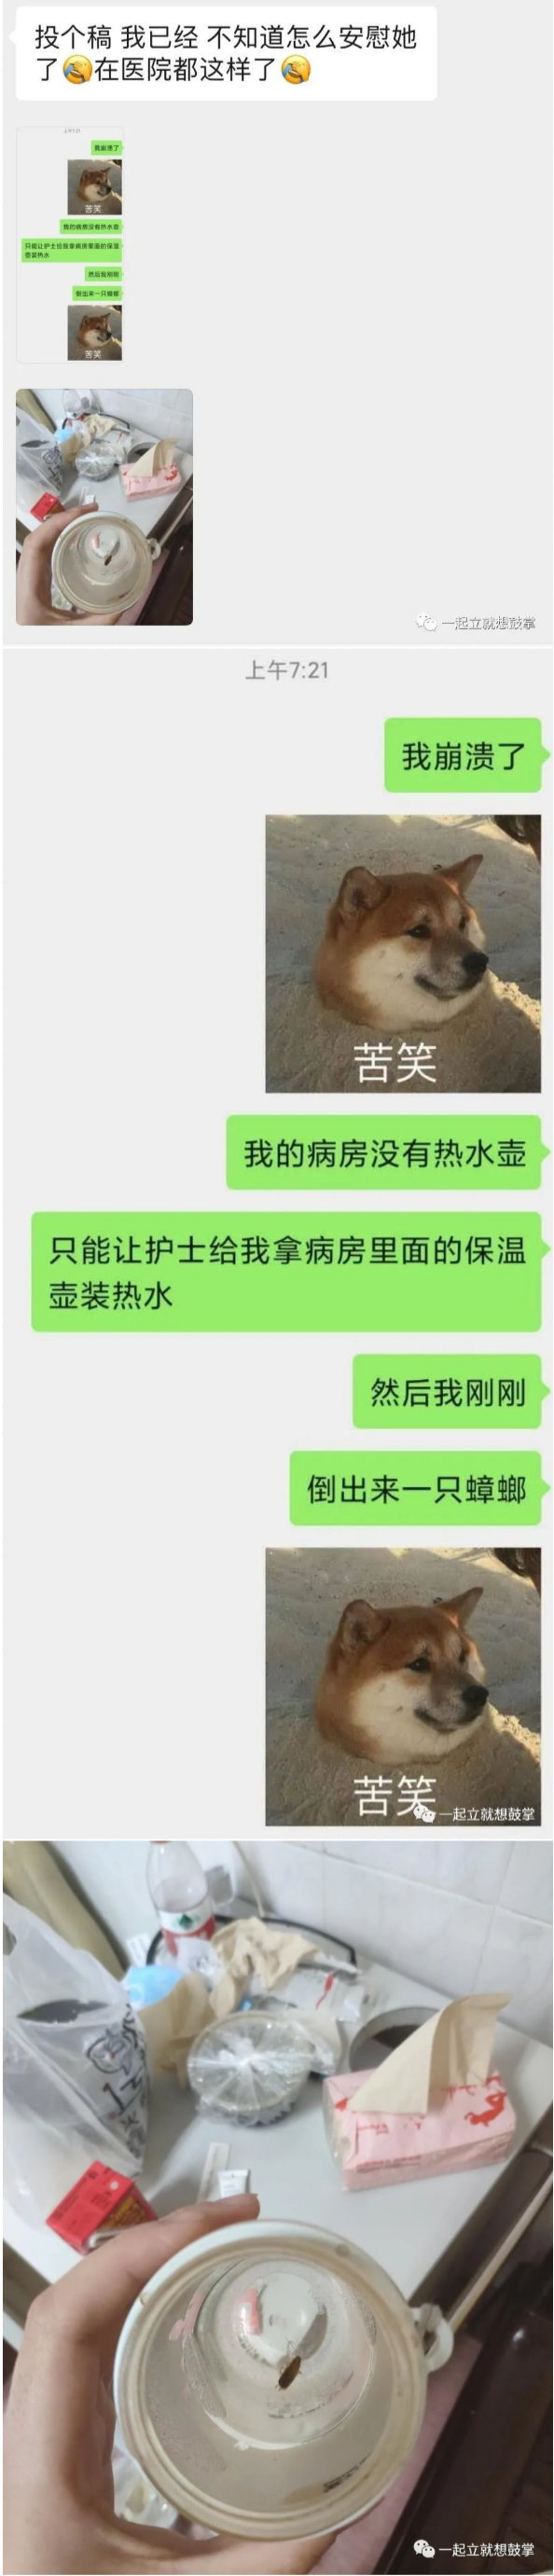 投个稿 我已经 不知道怎么安慰她
了在医院都这样了
上午7:21
我崩溃了
苦笑
我的病房没有热水壶
只能让护士给我拿病房里面的保温
壶装热水
然后我刚刚
倒出来一只蟑螂
苦笑
一起立就想鼓掌
上午7:21
我崩溃了
苦笑
我的病房没有热水壶
只能让护士给我拿病房里面的保温
壶装热水
然后我刚刚
倒出来一只蟑螂
苦笑
一起立就想鼓掌
一起立就想鼓掌